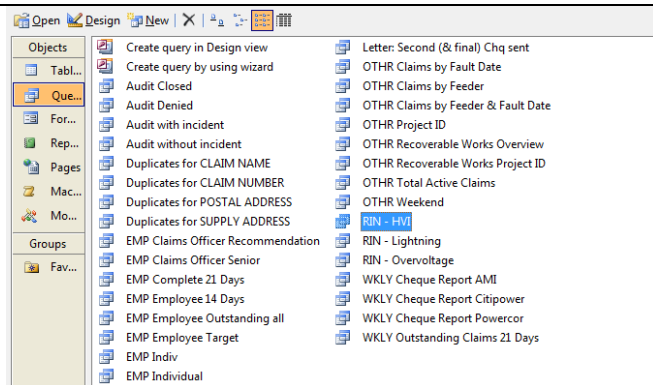 Open Design New
Objects
Tabl...
Que...
For...
Rep...
Pages
Mac...
Mo...
Groups
Fav...
Create query in Design view
Create query by using wizard
Audit Closed
Audit Denied
Audit with incident
Audit without incident
Duplicates for CLAIM NAME
Duplicates for CLAIM NUMBER
Duplicates for POSTAL ADDRESS
Duplicates for SUPPLY ADDRESS
EMP Claims Officer Recommendation
EMP Claims Officer Senior
EMP Complete 21 Days
EMP Employee 14 Days
EMP Employee Outstanding all
EMP Employee Target
EMP Indiv
EMP Individual
Letter: Second (& final) Chq sent
OTHR Claims by Fault Date
OTHR Claims by Feeder
OTHR Claims by Feeder & Fault Date
OTHR Project ID
OTHR Recoverable Works Overview
OTHR Recoverable Works Project ID
OTHR Total Active Claims
OTHR Weekend
RIN - HVI
RIN - Lightning
RIN - Overvoltage
WKLY Cheque Report AMI
WKLY Cheque Report Citipower
WKLY Cheque Report Powercor
WKLY Outstanding Claims 21 Days